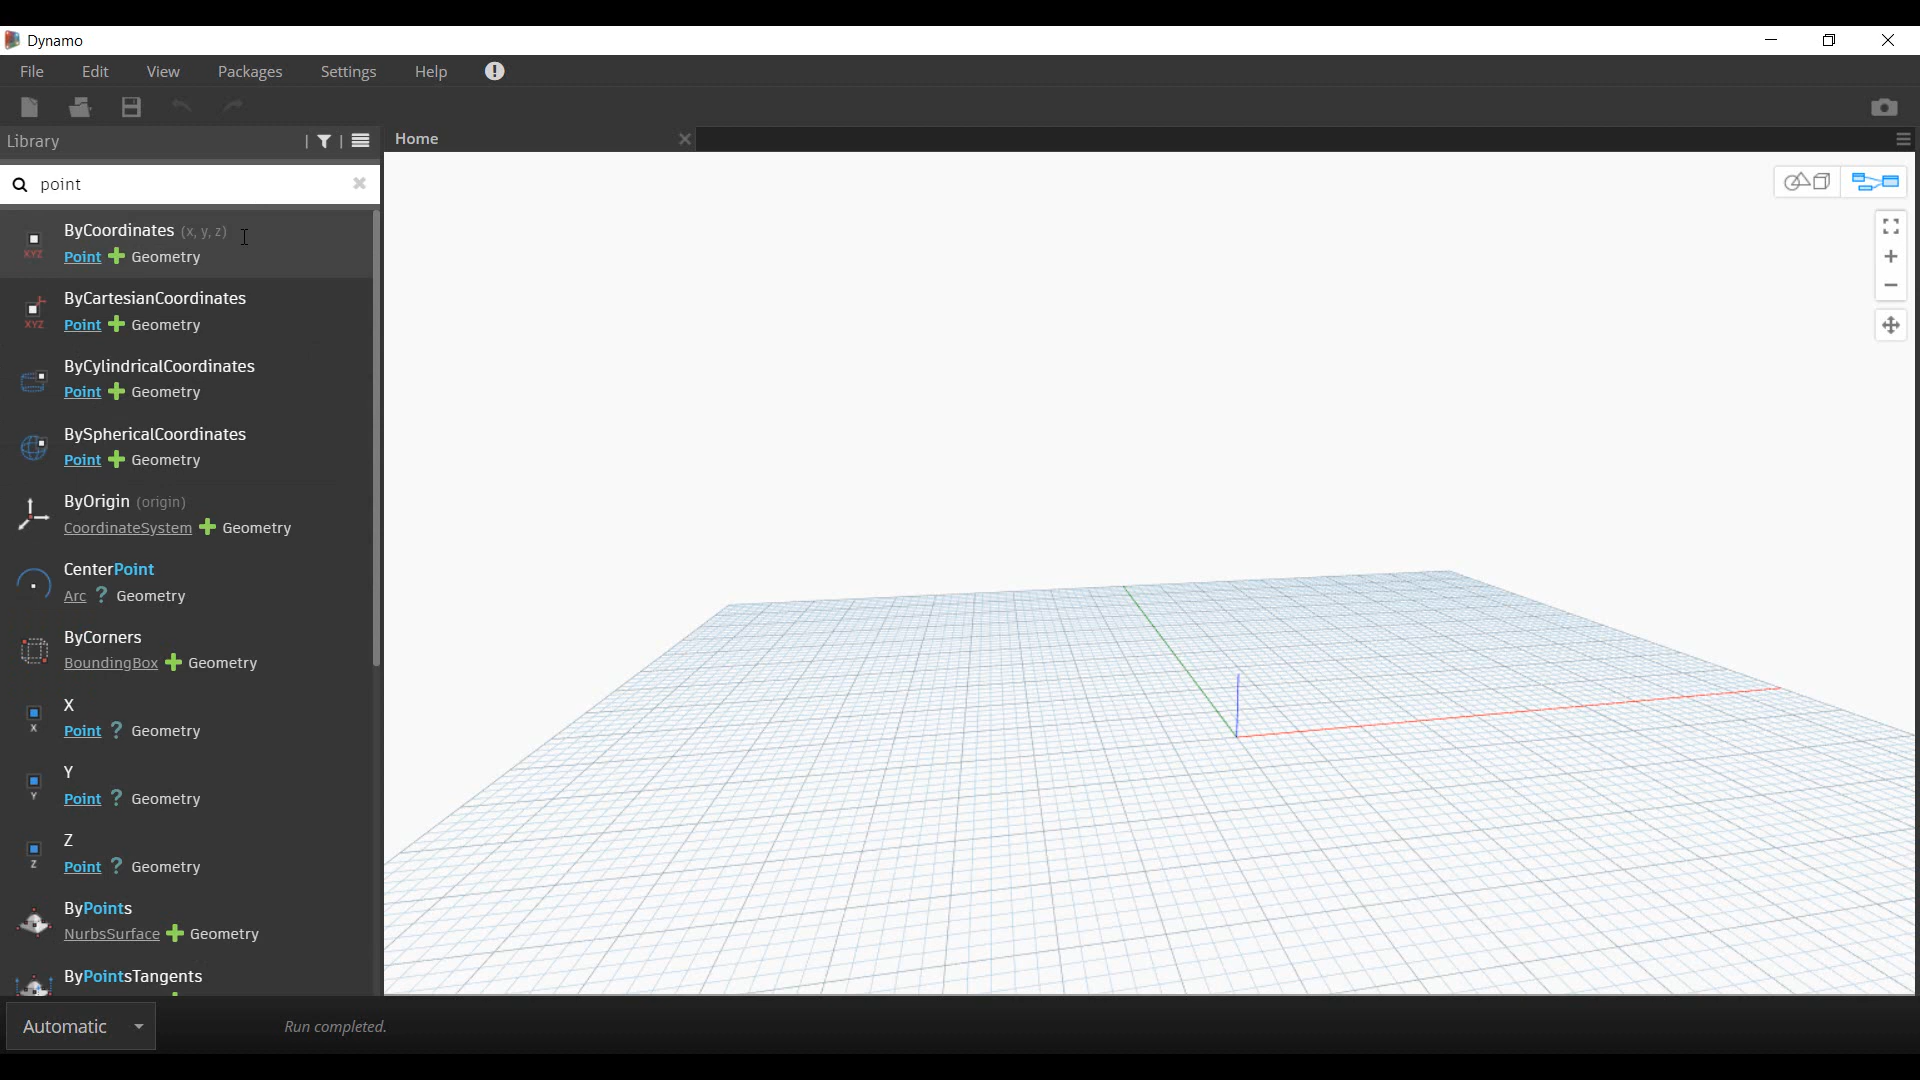 Dynamo
File Edit View Packages Settings Help
Library
Home
point
ByCoordinates (x, y, z)
Point Geometry
XYZ
ByCartesianCoordinates
Point Geometry
XYZ
ByCylindricalCoordinates
Point Geometry
BySphericalCoordinates
Point Geometry
ByOrigin (origin)
CoordinateSystem Geometry
CenterPoint
Arc ? Geometry
ByCorners
BoundingBox Geometry
X
Point ? Geometry
X
Y
Point ? Geometry
Y
Z
Point ? Geometry
Z
ByPoints
NurbsSurface Geometry
ByPointsTangents
Automatic
Run completed.